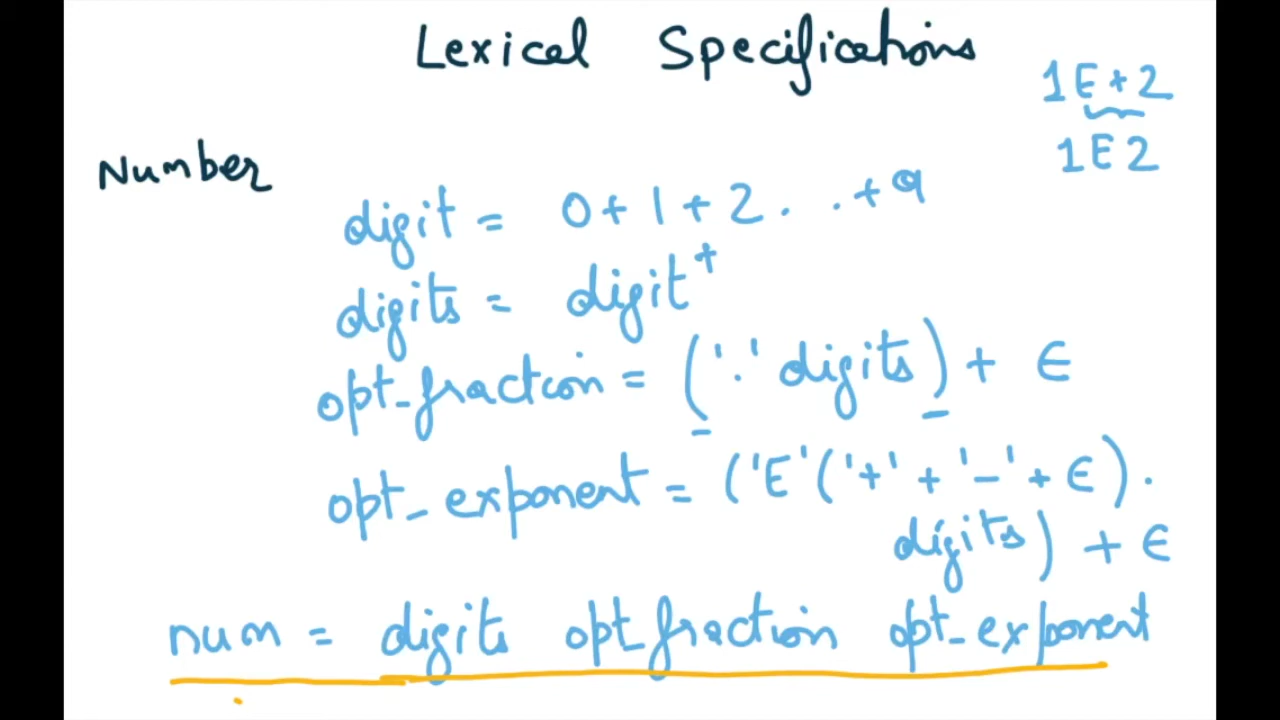 Lexical Specifications
1E+2
1E2
Number
digit = 0+1+2. . .+9
digits = digit⁺
opt_fraction = ('.' digits) + ϵ
opt_exponent = ('E'('+' + '-' + ϵ).
digits) + ϵ
num = digits opt_fraction opt_exponent